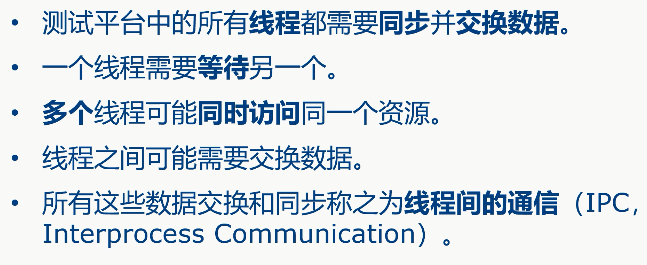 • 测试平台中的所有线程都需要同步并交换数据。
• 一个线程需要等待另一个。
• 多个线程可能同时访问同一个资源。
• 线程之间可能需要交换数据。
• 所有这些数据交换和同步称之为线程间的通信（IPC，
Interprocess Communication）。